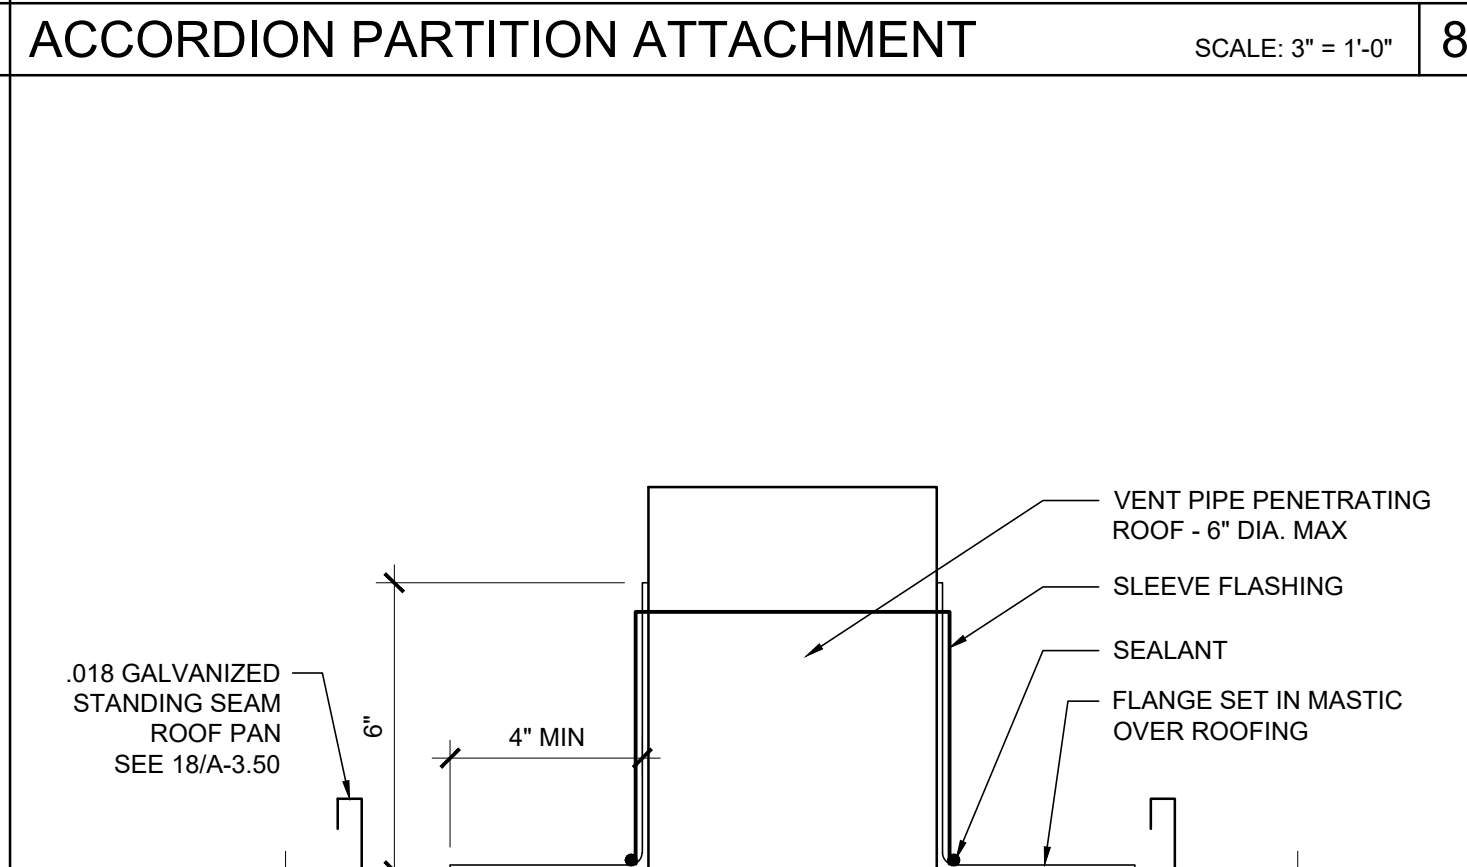 ACCORDION PARTITION ATTACHMENT
SCALE: 3" = 1'-0"
8
VENT PIPE PENETRATING
ROOF - 6" DIA. MAX
SLEEVE FLASHING
SEALANT
FLANGE SET IN MASTIC
OVER ROOFING
.018 GALVANIZED
STANDING SEAM
ROOF PAN
SEE 18/A-3.50
6"
4" MIN